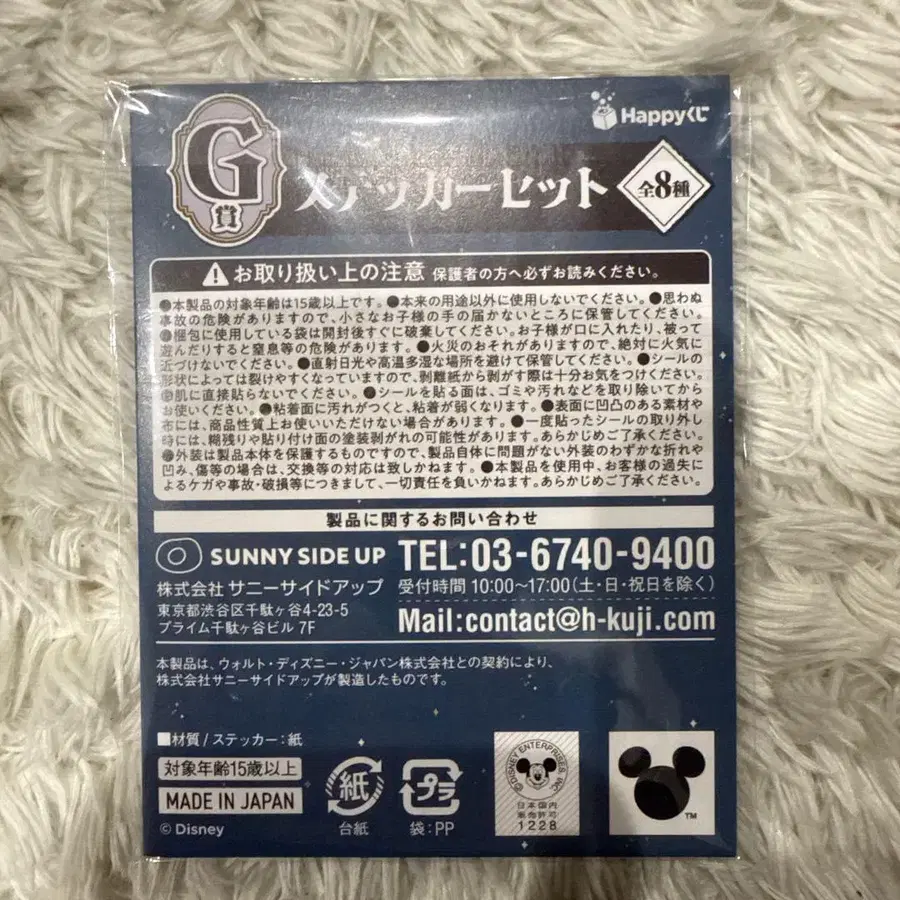 G賞
Happyくじ
ステッカーセット
全8種
お取り扱い上の注意 保護者の方へ必ずお読みください。
●本製品の対象年齢は15歳以上です。●本来の用途以外に使用しないでください。●思わぬ
事故の危険がありますので、小さなお子様の手の届かないところに保管してください。
●梱包に使用している袋は開封後すぐに破棄してください。お子様が口に入れたり、被って
遊んだりすると窒息等の危険があります。●火災のおそれがありますので、絶対に火気に
近づけないでください。●直射日光や高温多湿な場所を避けて保管してください。●シールの
形状によっては裂けやすくなっていますので、剥離紙から剥がす際は十分お気をつけください。
●肌に直接貼らないでください。●シールを貼る面は、ゴミや汚れなどを取り除いてから
お使いください。●粘着面に汚れがつくと、粘着が弱くなります。●表面に凹凸のある素材や
布には、商品性質上お使いいただけない場合があります。●一度貼ったシールの取り外し
時には、糊残りや貼り付け面の塗装剥がれの可能性があります。あらかじめご了承ください。
●外装は製品本体を保護するものですので、製品自体に問題がない外装のわずかな折れや
凹み、傷等の場合は、交換等の対応は致しかねます。●本製品を使用中、お客様の過失に
よるケガや事故・破損等につきまして、一切責任を負いかねます。あらかじめご了承ください。
製品に関するお問い合わせ
SUNNY SIDE UP
株式会社 サニーサイドアップ
東京都渋谷区千駄ヶ谷4-23-5
プライム千駄ヶ谷ビル 7F
TEL:03-6740-9400
受付時間 10:00〜17:00(土・日・祝日を除く)
Mail:contact@h-kuji.com
本製品は、ウォルト・ディズニー・ジャパン株式会社との契約により、
株式会社サニーサイドアップが製造したものです。
■材質/ステッカー:紙
対象年齢15歳以上
MADE IN JAPAN
© Disney
紙
台紙
プラ
袋:PP
©DISNEY ENTERPRISES, INC.
日本国内
販売許可
1228
TM